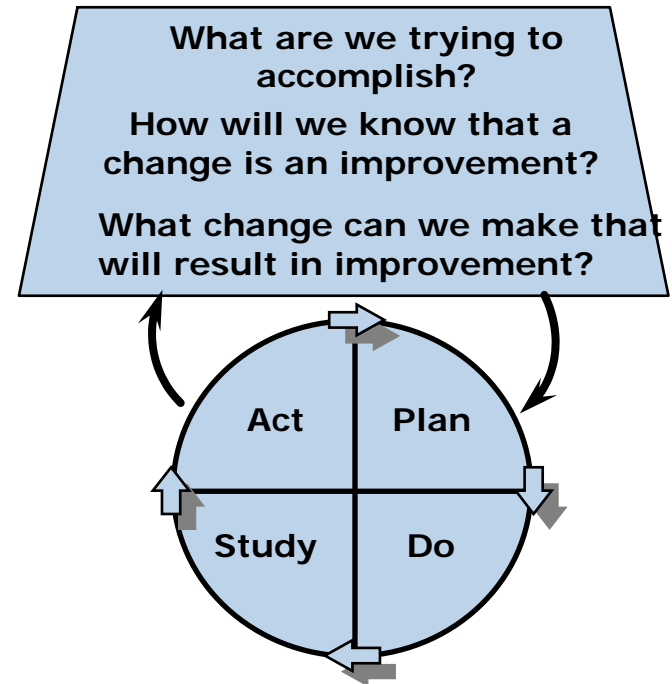 What are we trying to
accomplish?
How will we know that a
change is an improvement?
What change can we make that
will result in improvement?
Act
Plan
Study
Do